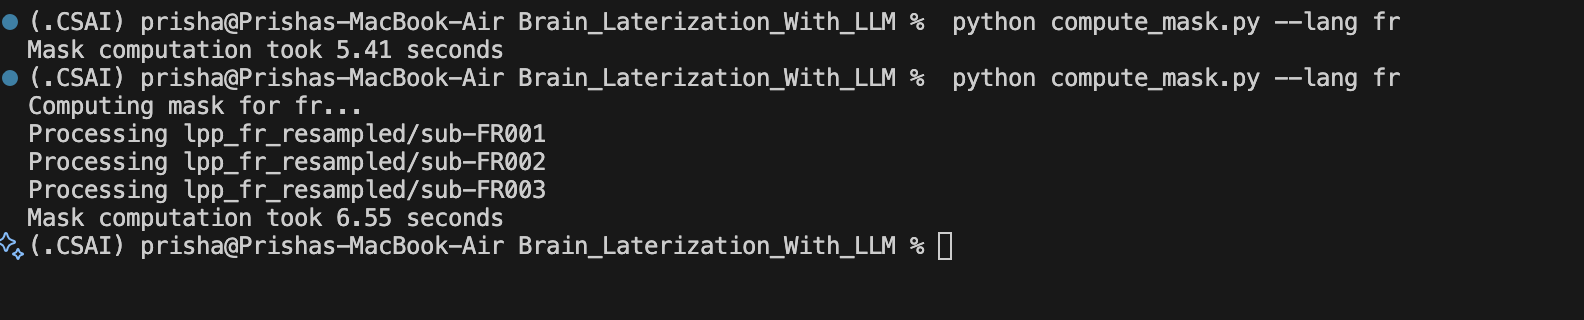 (.CSAI) prisha@Prishas-MacBook-Air Brain_Laterization_With_LLM %  python compute_mask.py --lang fr
Mask computation took 5.41 seconds
(.CSAI) prisha@Prishas-MacBook-Air Brain_Laterization_With_LLM %  python compute_mask.py --lang fr
Computing mask for fr...
Processing lpp_fr_resampled/sub-FR001
Processing lpp_fr_resampled/sub-FR002
Processing lpp_fr_resampled/sub-FR003
Mask computation took 6.55 seconds
(.CSAI) prisha@Prishas-MacBook-Air Brain_Laterization_With_LLM %